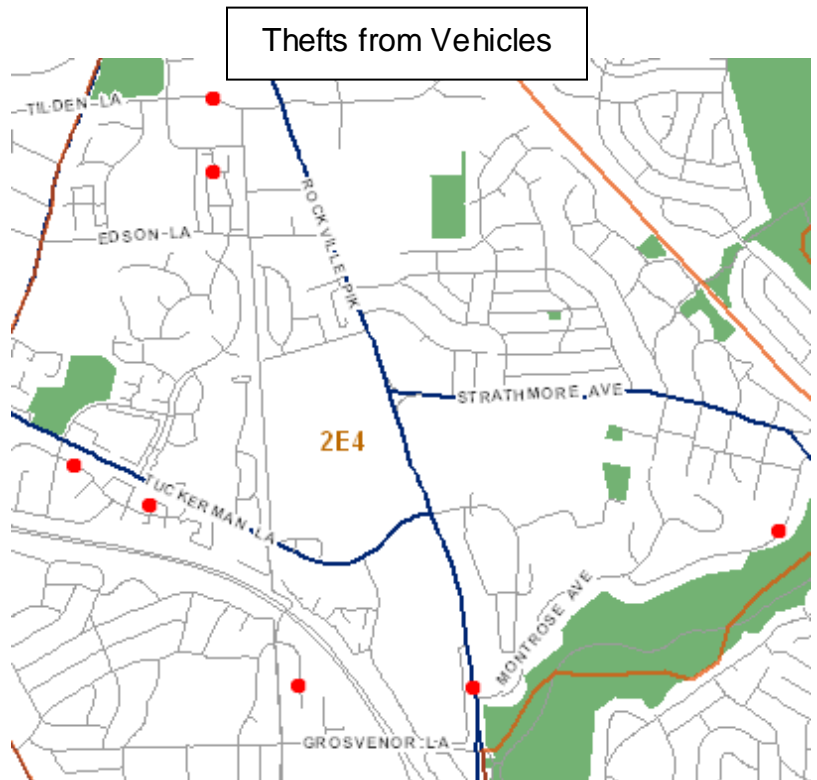 Thefts from Vehicles
TILDEN LA
ROCKVILLE PIK
EDSON LA
STRATHMORE AVE
2E4
TUCKERMAN LA
MONTROSE AVE
GROSVENOR LA